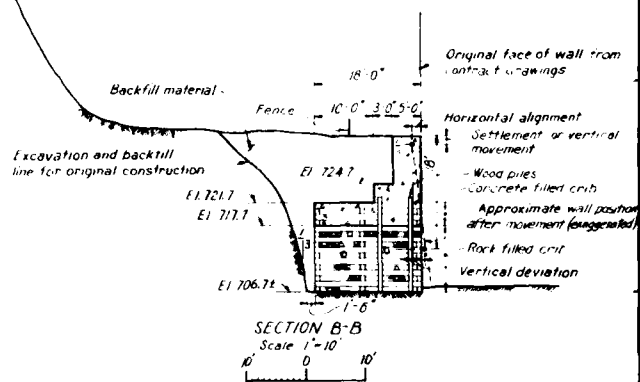 Original face of wall from
contract drawings
18'-0"
Backfill material
Fence
10'-0" 3'-0" 5'-0"
Horizontal alignment
Settlement or vertical
movement
8'
Excavation and backfill
line for original construction
El. 724.7
Wood piles
Concrete filled crib
El. 721.7
El. 717.7
Approximate wall position
after movement (exaggerated)
3
1
Rock filled crib
Vertical deviation
El. 706.7±
1'-6"
SECTION B-B
Scale 1"=10'
10' 0 10'